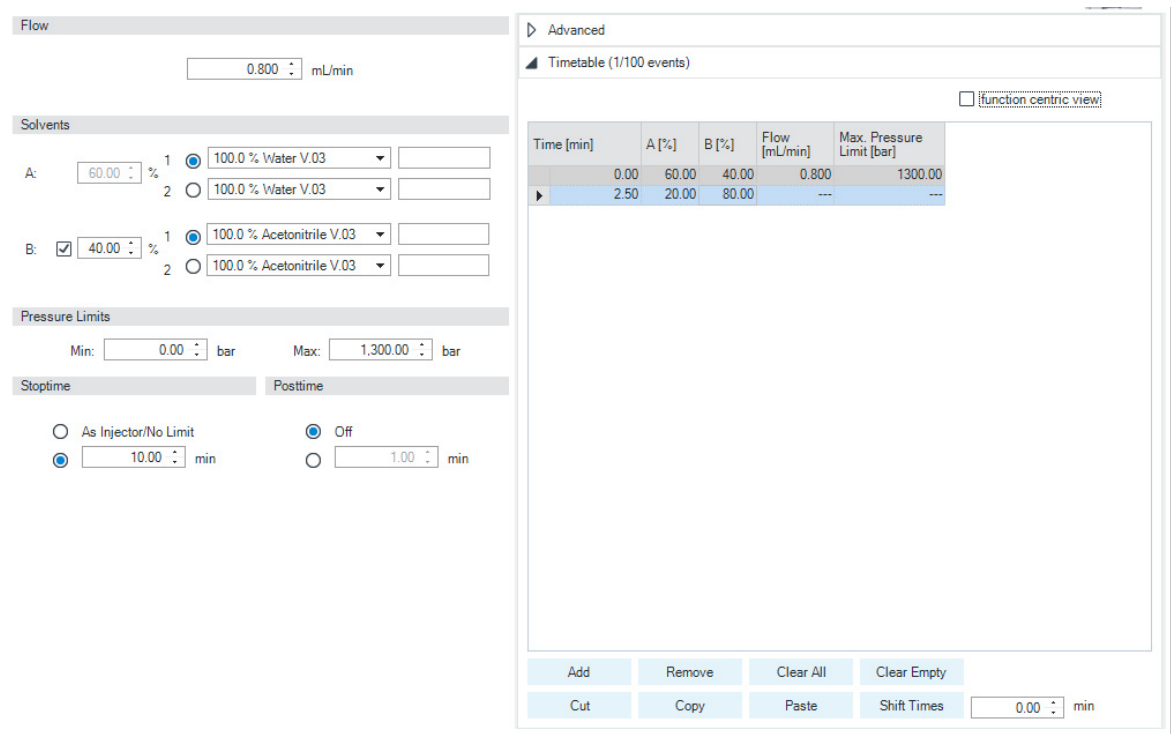 Flow
0.800 mL/min
Solvents
A: 60.00 %
1 100.0 % Water V.03
2 100.0 % Water V.03
B: 40.00 %
1 100.0 % Acetonitrile V.03
2 100.0 % Acetonitrile V.03
Pressure Limits
Min: 0.00 bar Max: 1,300.00 bar
Stoptime Posttime
As Injector/No Limit Off
10.00 min 1.00 min
Advanced
Timetable (1/100 events)
function centric view
Time [min] A [%] B [%] Flow [mL/min] Max. Pressure Limit [bar]
0.00 60.00 40.00 0.800 1300.00
2.50 20.00 80.00 --- ---
Add Remove Clear All Clear Empty
Cut Copy Paste Shift Times 0.00 min